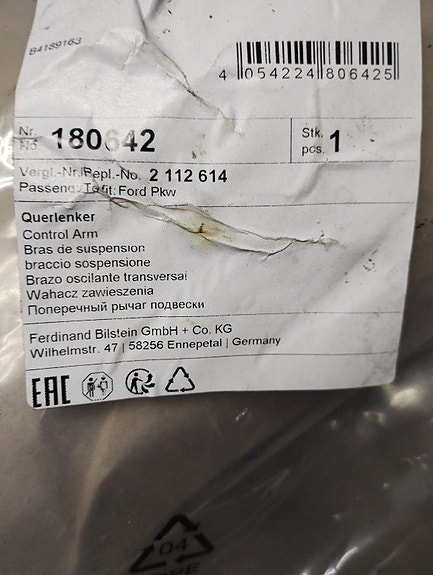 B4189163
4 054224 806425
Nr. No. 180642
Stk. pcs. 1
Vergl.-Nr./Repl.-No. 2 112 614
Passend/To fit: Ford Pkw
Querlenker
Control Arm
Bras de suspension
braccio sospensione
Brazo oscilante transversal
Wahacz zawieszenia
Поперечный рычаг подвески
Ferdinand Bilstein GmbH + Co. KG
Wilhelmstr. 47 | 58256 Ennepetal | Germany
EAC
04